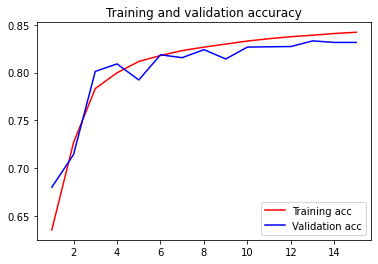 Training and validation accuracy
0.85
0.80
0.75
0.70
0.65
Training acc
Validation acc
2 4 6 8 10 12 14